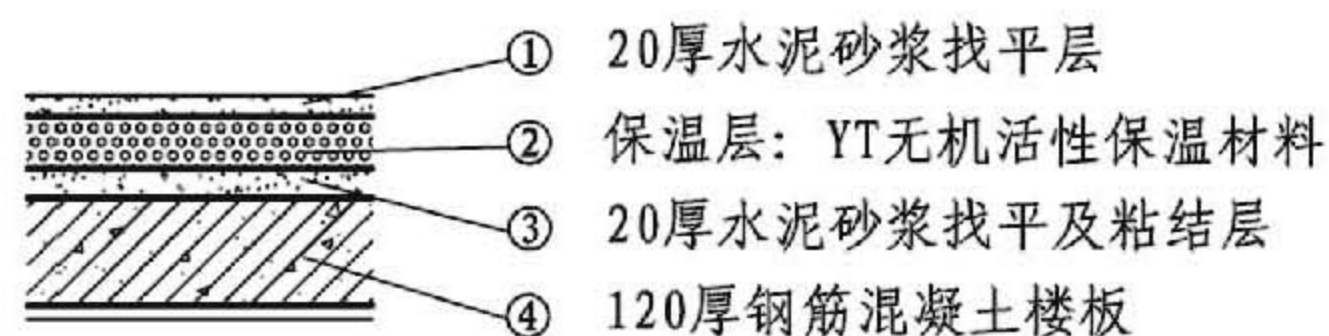 ① 20厚水泥砂浆找平层
② 保温层：YT无机活性保温材料
③ 20厚水泥砂浆找平及粘结层
④ 120厚钢筋混凝土楼板